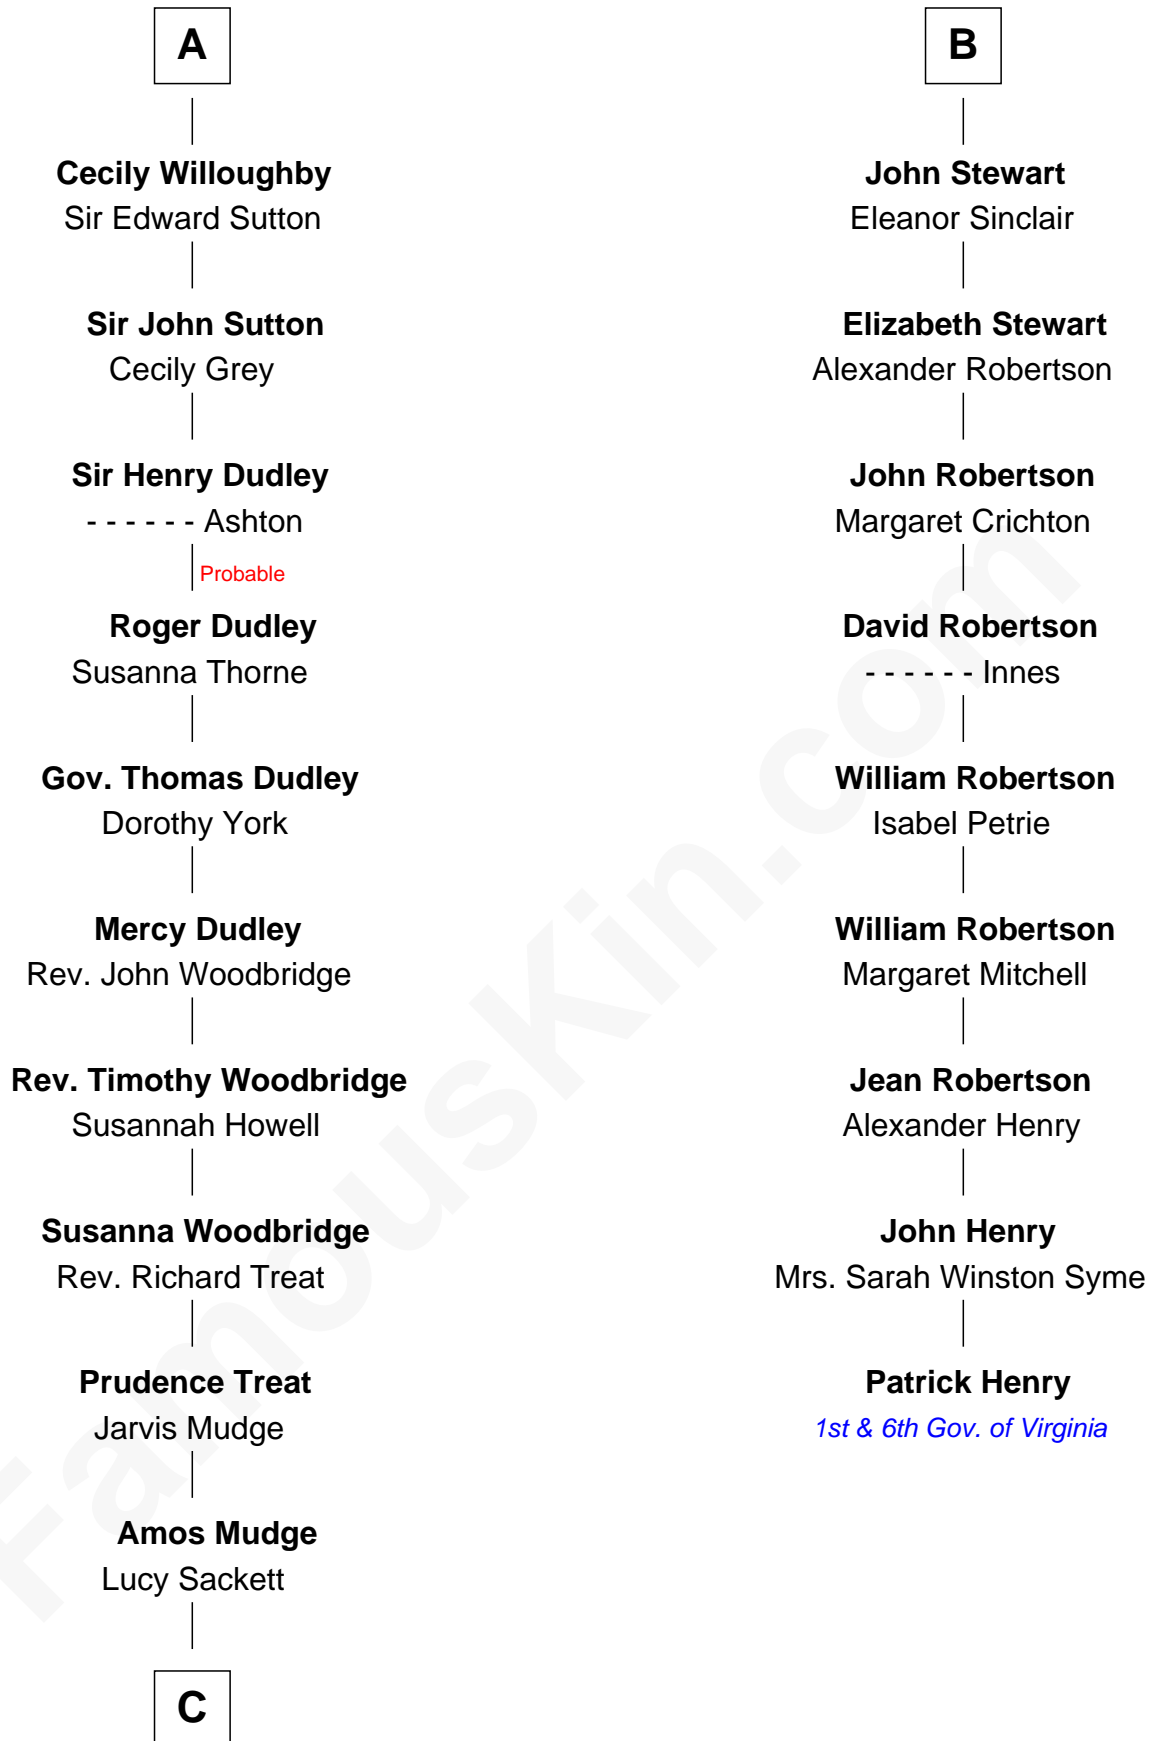 A
Cecily Willoughby
Sir Edward Sutton
Sir John Sutton
Cecily Grey
Sir Henry Dudley
- - - - - - Ashton
Probable
Roger Dudley
Susanna Thorne
Gov. Thomas Dudley
Dorothy York
Mercy Dudley
Rev. John Woodbridge
Rev. Timothy Woodbridge
Susannah Howell
Susanna Woodbridge
Rev. Richard Treat
Prudence Treat
Jarvis Mudge
Amos Mudge
Lucy Sackett
C
B
John Stewart
Eleanor Sinclair
Elizabeth Stewart
Alexander Robertson
John Robertson
Margaret Crichton
David Robertson
- - - - - - Innes
William Robertson
Isabel Petrie
William Robertson
Margaret Mitchell
Jean Robertson
Alexander Henry
John Henry
Mrs. Sarah Winston Syme
Patrick Henry
1st & 6th Gov. of Virginia
FamousKin.com